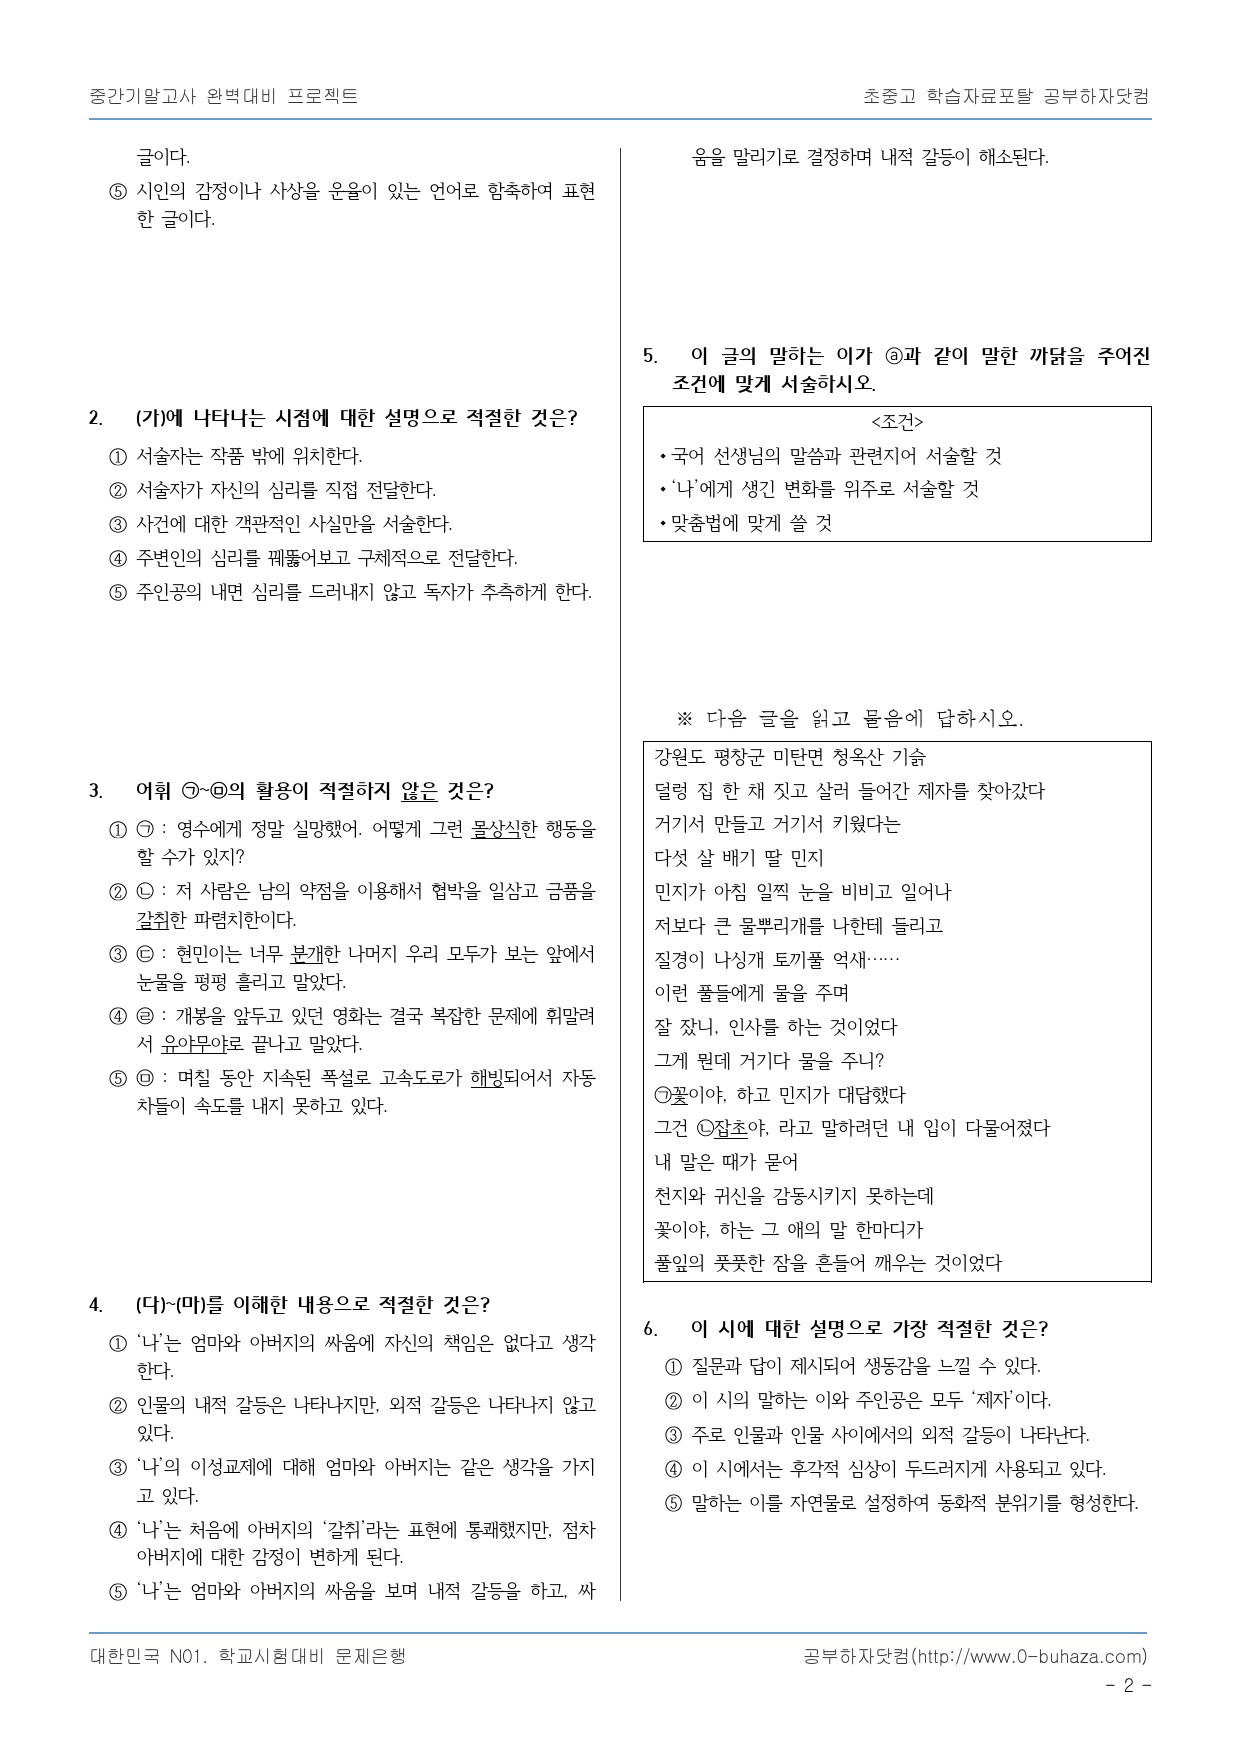 중간기말고사 완벽대비 프로젝트
초중고 학습자료포탈 공부하자닷컴
글이다.
⑤ 시인의 감정이나 사상을 운율이 있는 언어로 함축하여 표현
한 글이다.
2. (가)에 나타나는 시점에 대한 설명으로 적절한 것은?
① 서술자는 작품 밖에 위치한다.
② 서술자가 자신의 심리를 직접 전달한다.
③ 사건에 대한 객관적인 사실만을 서술한다.
④ 주변인의 심리를 꿰뚫어보고 구체적으로 전달한다.
⑤ 주인공의 내면 심리를 드러내지 않고 독자가 추측하게 한다.
3. 어휘 ㉠~㉤의 활용이 적절하지 않은 것은?
① ㉠ : 영수에게 정말 실망했어. 어떻게 그런 몰상식한 행동을
할 수가 있지?
② ㉡ : 저 사람은 남의 약점을 이용해서 협박을 일삼고 금품을
갈취한 파렴치한이다.
③ ㉢ : 현민이는 너무 분개한 나머지 우리 모두가 보는 앞에서
눈물을 펑펑 흘리고 말았다.
④ ㉣ : 개봉을 앞두고 있던 영화는 결국 복잡한 문제에 휘말려
서 유야무야로 끝나고 말았다.
⑤ ㉤ : 며칠 동안 지속된 폭설로 고속도로가 해빙되어서 자동
차들이 속도를 내지 못하고 있다.
4. (다)~(마)를 이해한 내용으로 적절한 것은?
① ‘나’는 엄마와 아버지의 싸움에 자신의 책임은 없다고 생각
한다.
② 인물의 내적 갈등은 나타나지만, 외적 갈등은 나타나지 않고
있다.
③ ‘나’의 이성교제에 대해 엄마와 아버지는 같은 생각을 가지
고 있다.
④ ‘나’는 처음에 아버지의 ‘갈취’라는 표현에 통쾌했지만, 점차
아버지에 대한 감정이 변하게 된다.
⑤ ‘나’는 엄마와 아버지의 싸움을 보며 내적 갈등을 하고, 싸
움을 말리기로 결정하며 내적 갈등이 해소된다.
5. 이 글의 말하는 이가 ⓐ과 같이 말한 까닭을 주어진
조건에 맞게 서술하시오.
<조건>
• 국어 선생님의 말씀과 관련지어 서술할 것
• ‘나’에게 생긴 변화를 위주로 서술할 것
• 맞춤법에 맞게 쓸 것
※ 다음 글을 읽고 물음에 답하시오.
강원도 평창군 미탄면 청옥산 기슭
덜렁 집 한 채 짓고 살러 들어간 제자를 찾아갔다
거기서 만들고 거기서 키웠다는
다섯 살 배기 딸 민지
민지가 아침 일찍 눈을 비비고 일어나
저보다 큰 물뿌리개를 나한테 들리고
질경이 나싱개 토끼풀 억새……
이런 풀들에게 물을 주며
잘 잤니, 인사를 하는 것이었다
그게 뭔데 거기다 물을 주니?
㉠꽃이야, 하고 민지가 대답했다
그건 ㉡잡초야, 라고 말하려던 내 입이 다물어졌다
내 말은 때가 묻어
천지와 귀신을 감동시키지 못하는데
꽃이야, 하는 그 애의 말 한마디가
풀잎의 풋풋한 잠을 흔들어 깨우는 것이었다
6. 이 시에 대한 설명으로 가장 적절한 것은?
① 질문과 답이 제시되어 생동감을 느낄 수 있다.
② 이 시의 말하는 이와 주인공은 모두 ‘제자’이다.
③ 주로 인물과 인물 사이에서의 외적 갈등이 나타난다.
④ 이 시에서는 후각적 심상이 두드러지게 사용되고 있다.
⑤ 말하는 이를 자연물로 설정하여 동화적 분위기를 형성한다.
대한민국 N01. 학교시험대비 문제은행
공부하자닷컴(http://www.0-buhaza.com)
- 2 -